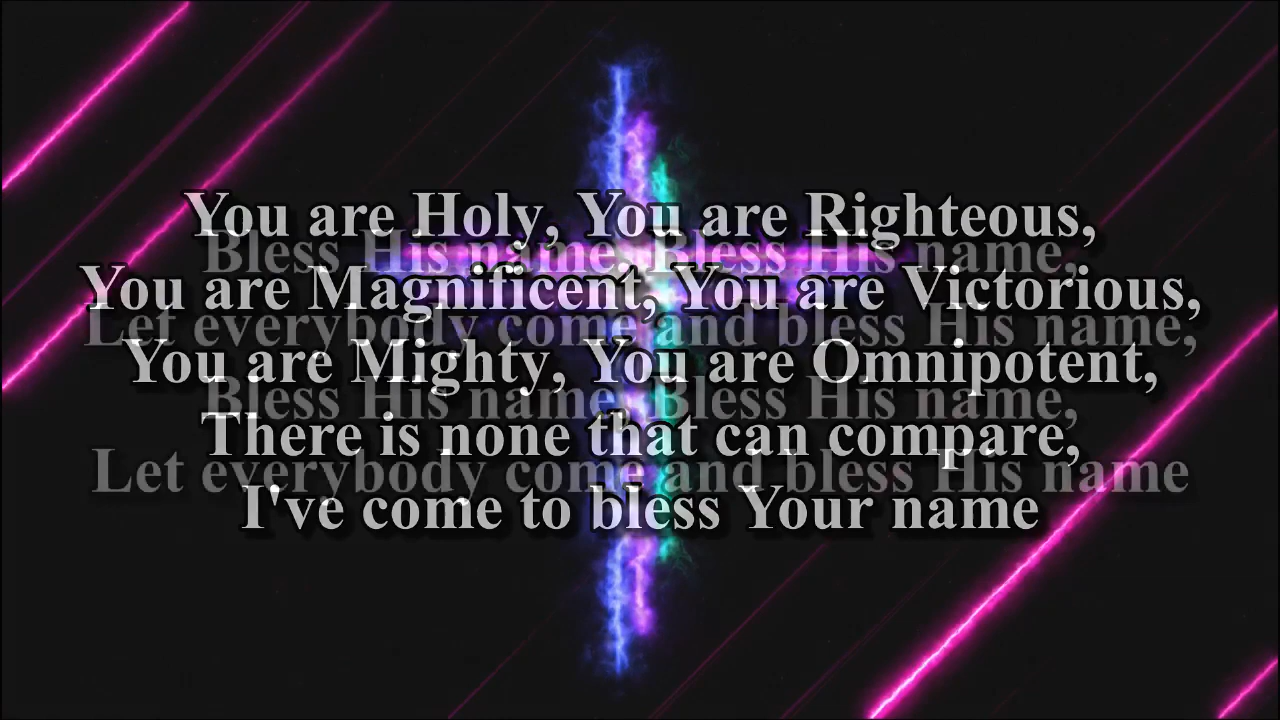 You are Holy, You are Righteous,
You are Magnificent, You are Victorious,
You are Mighty, You are Omnipotent,
There is none that can compare,
I've come to bless Your name
Bless His name, Bless His name,
Let everybody come and bless His name,
Bless His name, Bless His name,
Let everybody come and bless His name